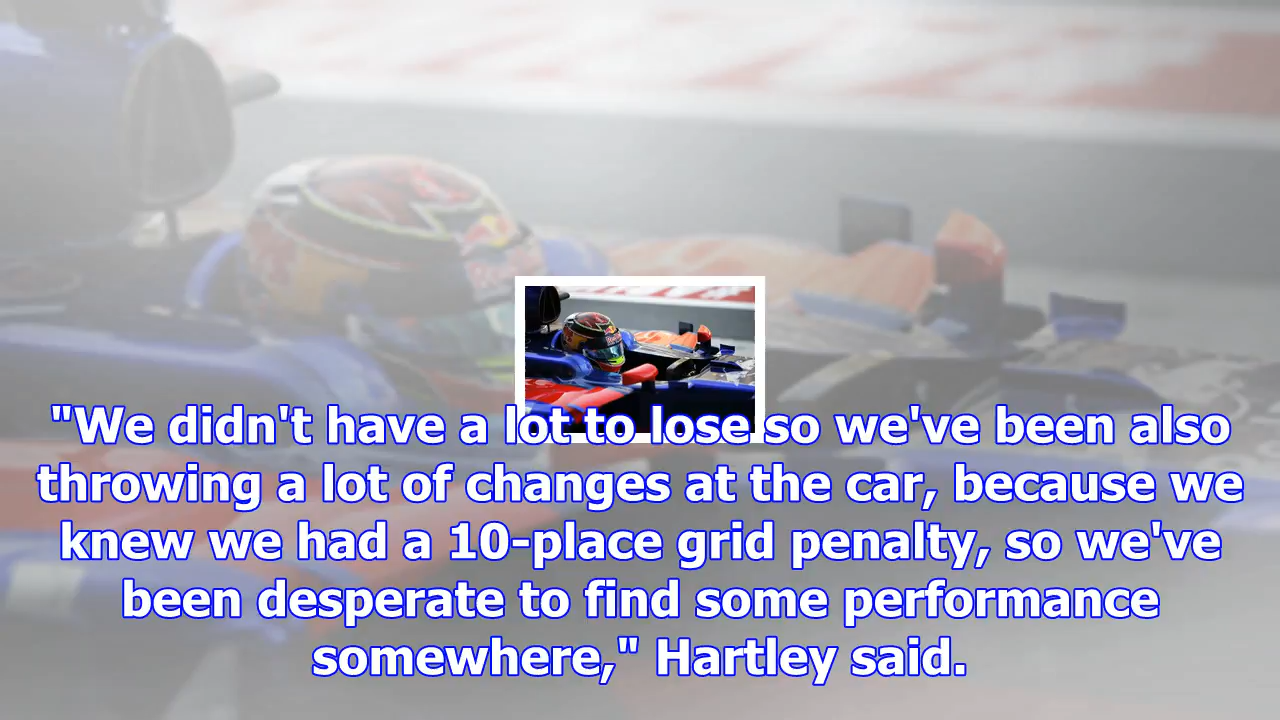 "We didn't have a lot to lose so we've been also
throwing a lot of changes at the car, because we
knew we had a 10-place grid penalty, so we've
been desperate to find some performance
somewhere," Hartley said.